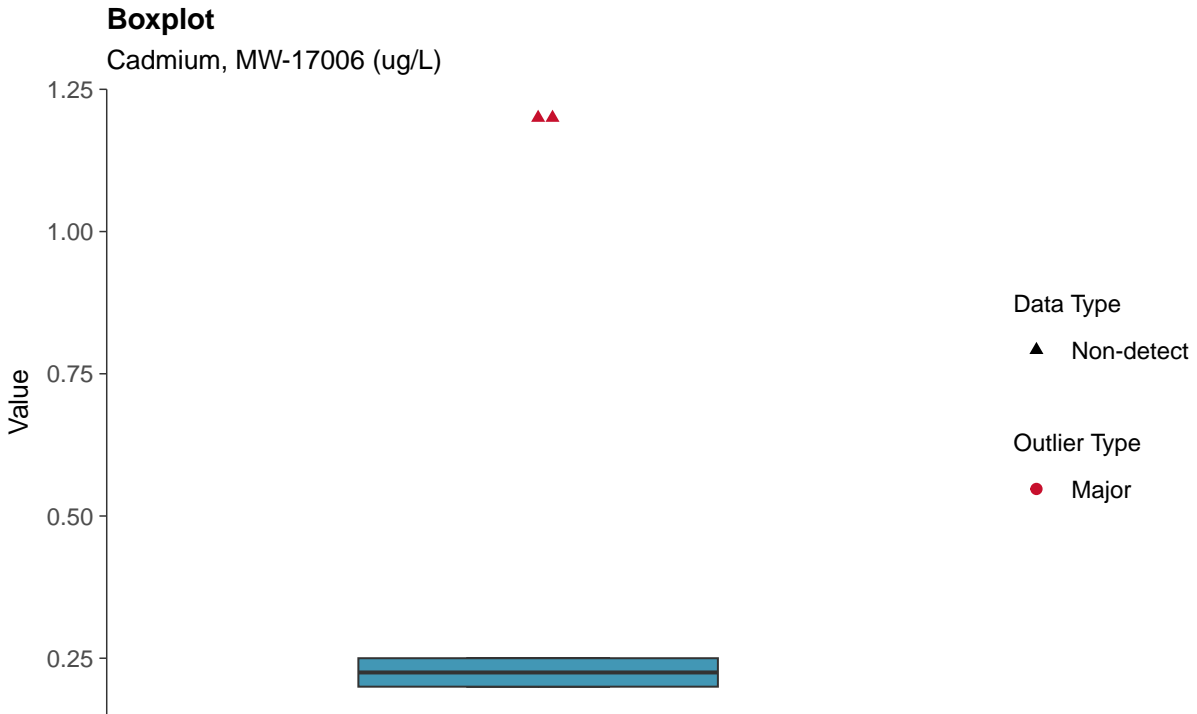 Boxplot
Cadmium, MW-17006 (ug/L)
1.25
1.00
0.75
0.50
0.25
Value
Data Type
Non-detect
Outlier Type
Major